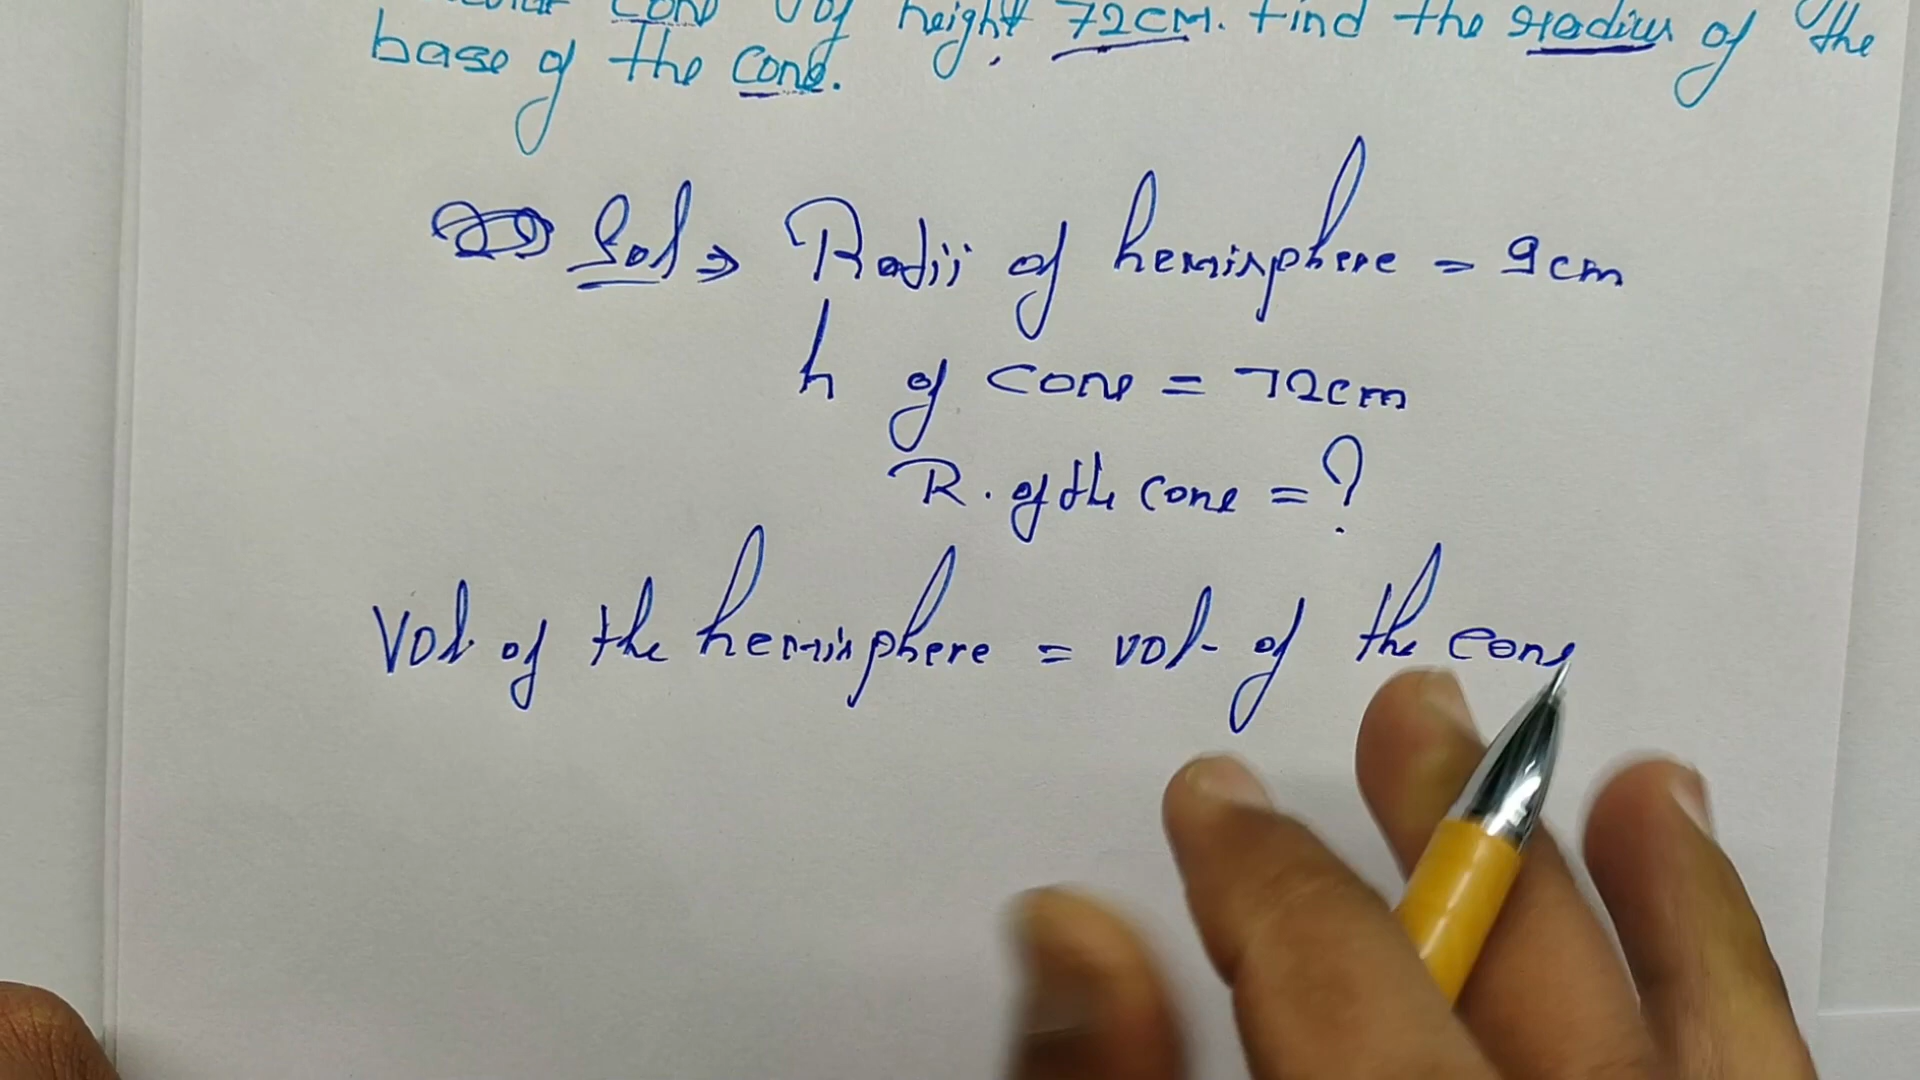 cone of height 72CM. Find the radius of the
base of the cone.
Sol ⇒ Radii of hemisphere = 9cm
h of cone = 72cm
R. of the cone = ?
Vol. of the hemisphere = vol. of the cone